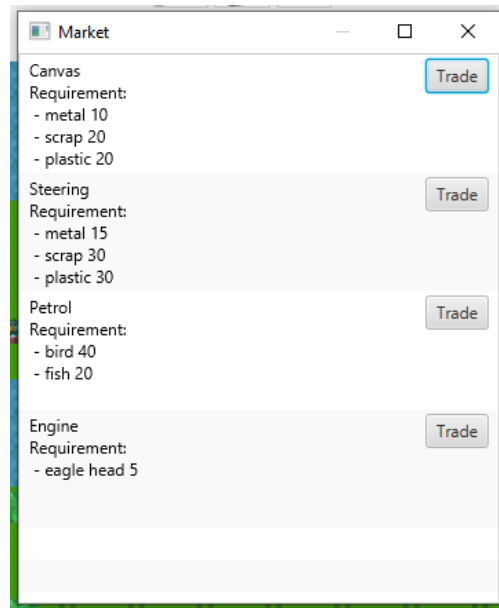 Market
Canvas
Trade
Requirement:
- metal 10
- scrap 20
- plastic 20
Steering
Trade
Requirement:
- metal 15
- scrap 30
- plastic 30
Petrol
Trade
Requirement:
- bird 40
- fish 20
Engine
Trade
Requirement:
- eagle head 5